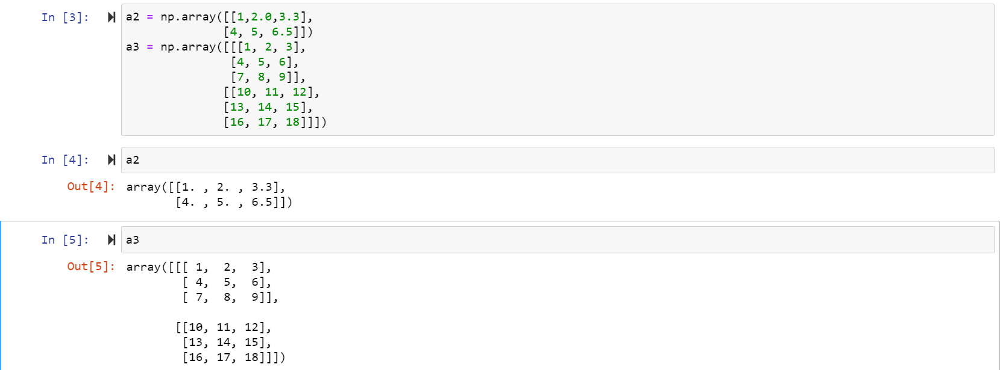 In [3]: a2 = np.array([[1,2.0,3.3],
              [4, 5, 6.5]])
a3 = np.array([[[1, 2, 3],
               [4, 5, 6],
               [7, 8, 9]],
              [[10, 11, 12],
              [13, 14, 15],
              [16, 17, 18]]])
In [4]: a2
Out[4]: array([[1. , 2. , 3.3],
       [4. , 5. , 6.5]])
In [5]: a3
Out[5]: array([[[ 1,  2,  3],
        [ 4,  5,  6],
        [ 7,  8,  9]],
       [[10, 11, 12],
        [13, 14, 15],
        [16, 17, 18]]])